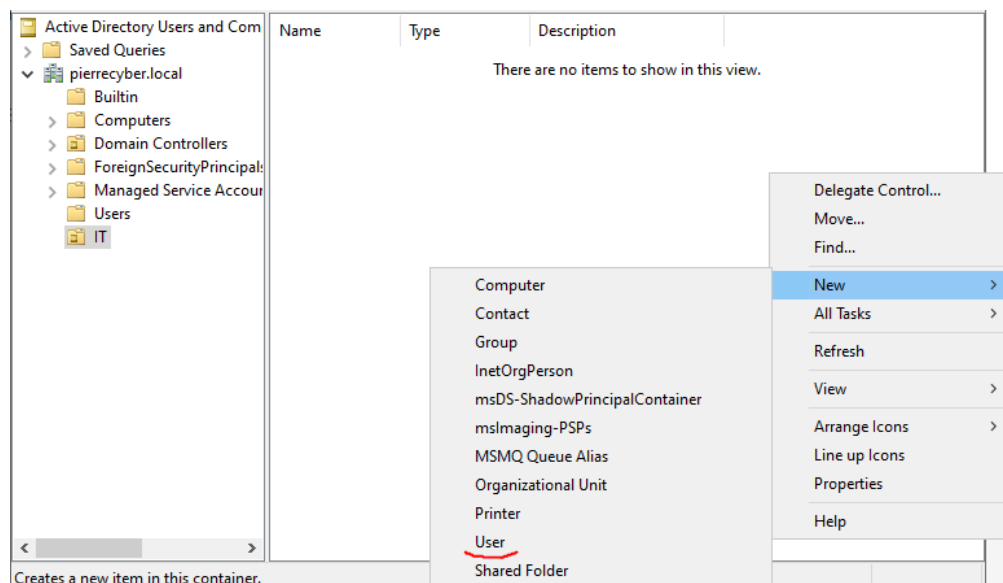 Active Directory Users and Com
Saved Queries
pierrecyber.local
Builtin
Computers
Domain Controllers
ForeignSecurityPrincipals
Managed Service Accour
Users
IT
Name Type Description
There are no items to show in this view.
Delegate Control...
Move...
Find...
New
All Tasks
Refresh
View
Arrange Icons
Line up Icons
Properties
Help
Computer
Contact
Group
InetOrgPerson
msDS-ShadowPrincipalContainer
msImaging-PSPs
MSMQ Queue Alias
Organizational Unit
Printer
User
Shared Folder
Creates a new item in this container.